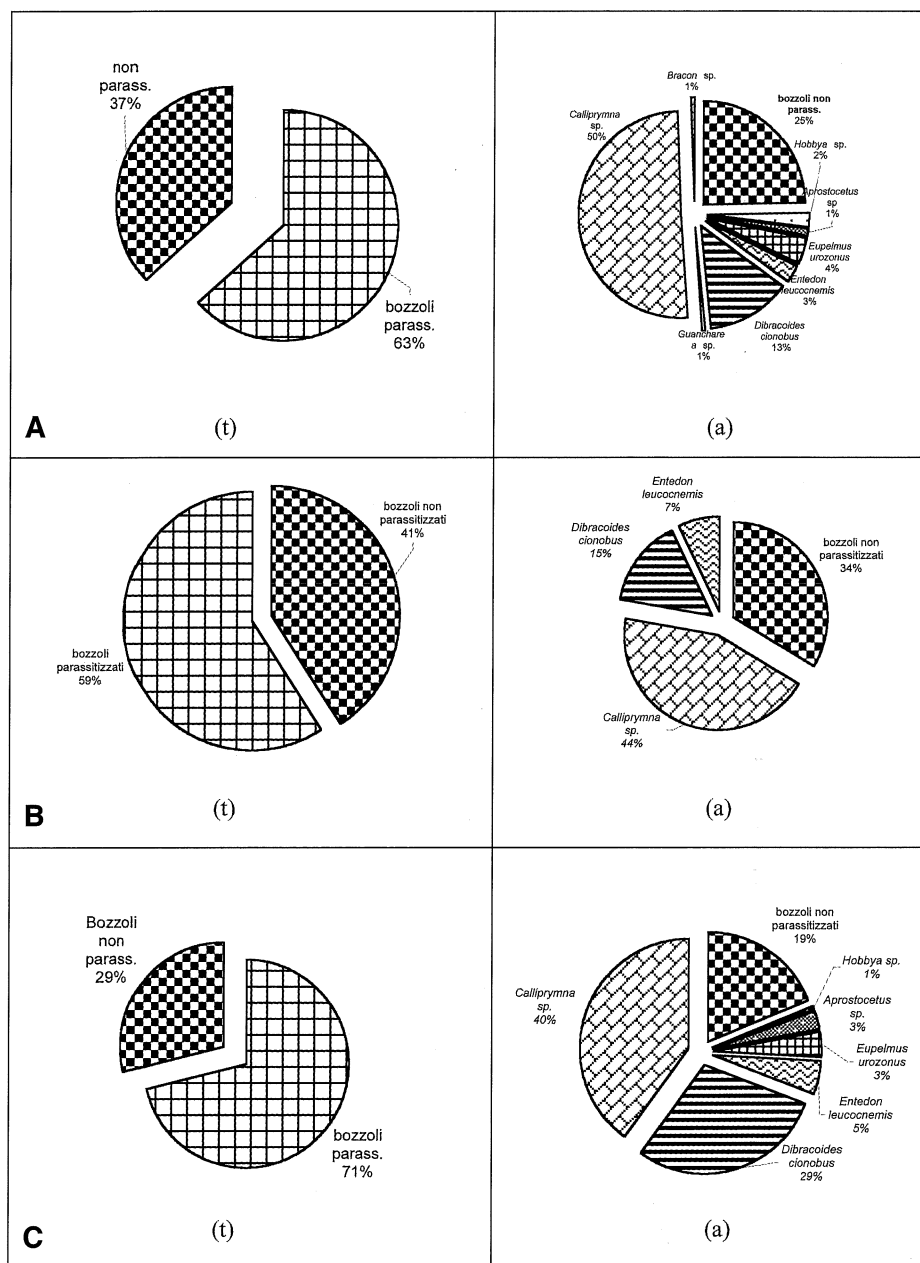 non
parass.
37%
bozzoli
parass.
63%
A
(t)
Bracon sp.
1%
Calliprymna
sp.
50%
bozzoli non
parass.
25%
Hobbya sp.
2%
Aprostocetus
sp
1%
Eupelmus
urozonus
4%
Entedon
leucocnemis
3%
Dibracoides
cionobus
13%
Guanchare
a sp.
1%
(a)
bozzoli non
parassitizzati
41%
bozzoli
parassitizzati
59%
B
(t)
Entedon
leucocnemis
7%
Dibracoides
cionobus
15%
bozzoli non
parassitizzati
34%
Calliprymna
sp.
44%
(a)
Bozzoli
non
parass.
29%
bozzoli
parass.
71%
C
(t)
bozzoli non
parassitizzati
19%
Hobbya sp.
1%
Aprostocetus
sp.
3%
Eupelmus
urozonus
3%
Entedon
leucocnemis
5%
Dibracoides
cionobus
29%
Calliprymna
sp.
40%
(a)